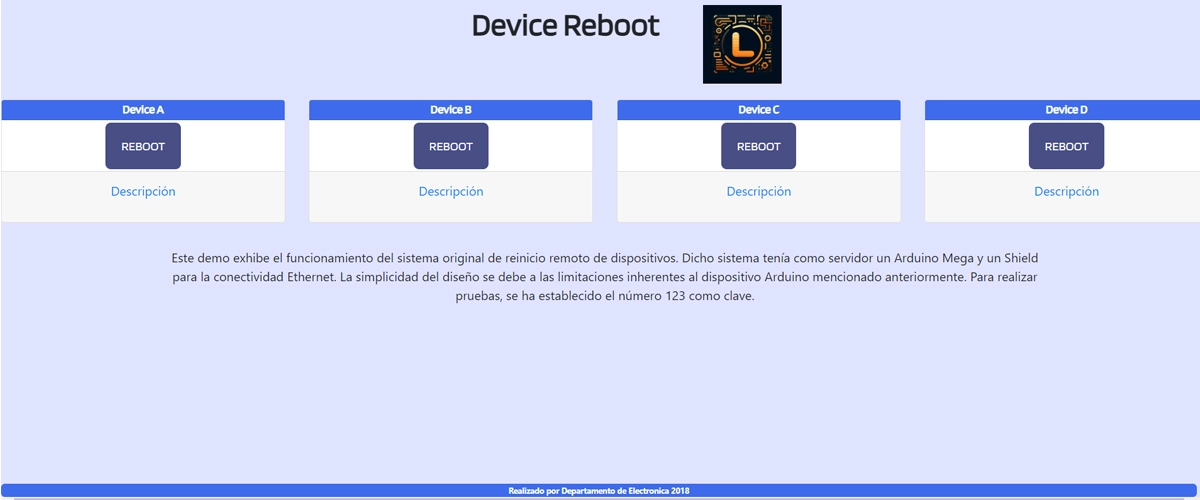 Device Reboot
L
Device A
Device B
Device C
Device D
REBOOT
REBOOT
REBOOT
REBOOT
Descripción
Descripción
Descripción
Descripción
Este demo exhibe el funcionamiento del sistema original de reinicio remoto de dispositivos. Dicho sistema tenía como servidor un Arduino Mega y un Shield
para la conectividad Ethernet. La simplicidad del diseño se debe a las limitaciones inherentes al dispositivo Arduino mencionado anteriormente. Para realizar
pruebas, se ha establecido el número 123 como clave.
Realizado por Departamento de Electronica 2018